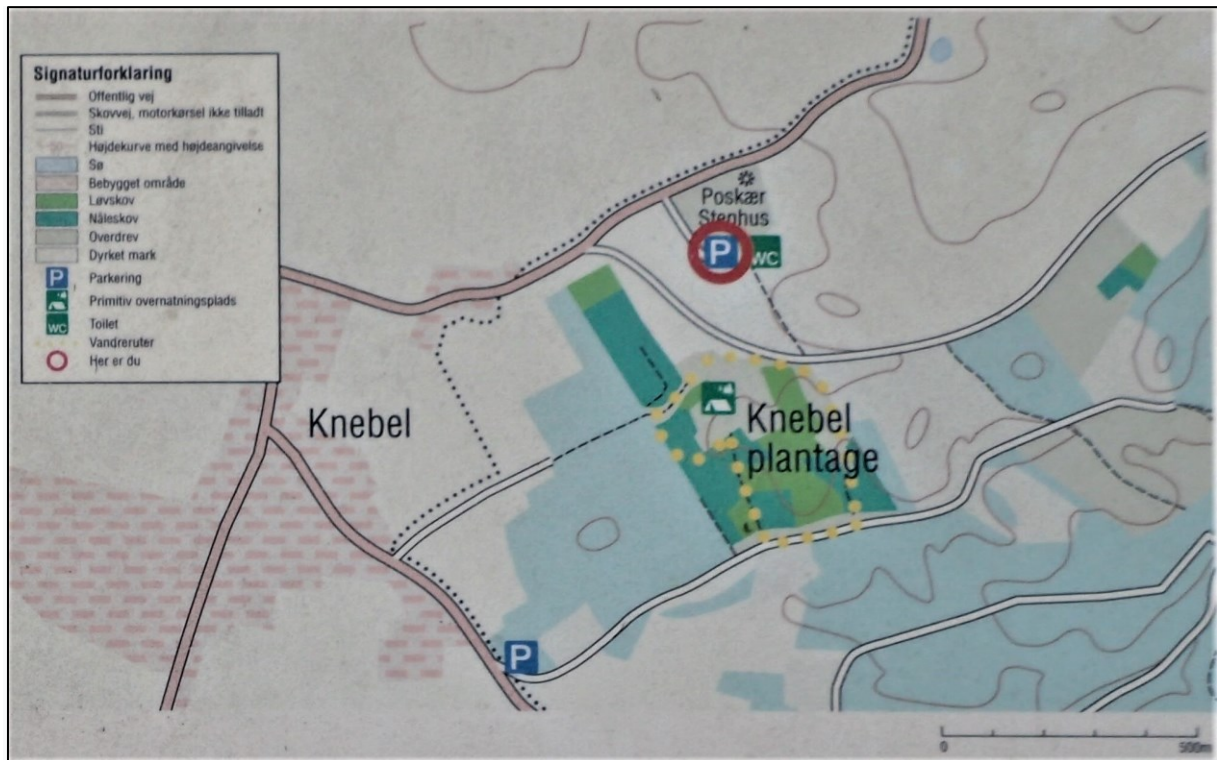 Signaturforklaring
Offentlig vej
Skovvej, motorkørsel ikke tilladt
Sti
Højdekurve med højdeangivelse
Sø
Bebygget område
Løvskov
Nåleskov
Overdrev
Dyrket mark
P Parkering
Primitiv overnatningsplads
WC Toilet
Vandreruter
Her er du
Poskær
Stenhus
P WC
Knebel
Knebel
plantage
P
0 500m